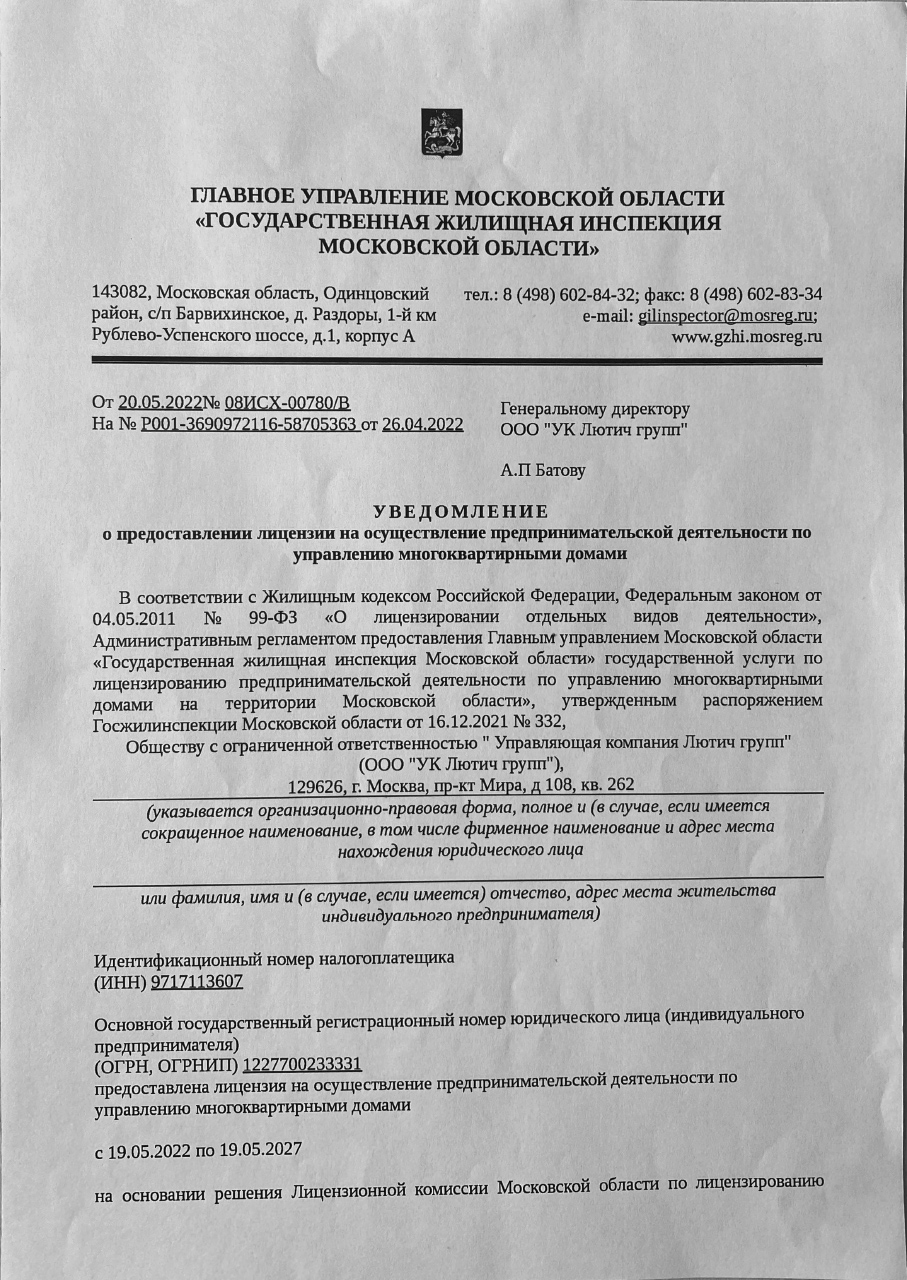 ГЛАВНОЕ УПРАВЛЕНИЕ МОСКОВСКОЙ ОБЛАСТИ
«ГОСУДАРСТВЕННАЯ ЖИЛИЩНАЯ ИНСПЕКЦИЯ
МОСКОВСКОЙ ОБЛАСТИ»
143082, Московская область, Одинцовский
район, с/п Барвихинское, д. Раздоры, 1-й км
Рублево-Успенского шоссе, д.1, корпус А
тел.: 8 (498) 602-84-32; факс: 8 (498) 602-83-34
e-mail: gilinspector@mosreg.ru;
www.gzhi.mosreg.ru
От 20.05.2022№ 08ИСХ-00780/В
На № Р001-3690972116-58705363 от 26.04.2022
Генеральному директору
ООО "УК Лютич групп"
А.П Батову
УВЕДОМЛЕНИЕ
о предоставлении лицензии на осуществление предпринимательской деятельности по
управлению многоквартирными домами
В соответствии с Жилищным кодексом Российской Федерации, Федеральным законом от
04.05.2011 № 99-ФЗ «О лицензировании отдельных видов деятельности»,
Административным регламентом предоставления Главным управлением Московской области
«Государственная жилищная инспекция Московской области» государственной услуги по
лицензированию предпринимательской деятельности по управлению многоквартирными
домами на территории Московской области», утвержденным распоряжением
Госжилинспекции Московской области от 16.12.2021 № 332,
Обществу с ограниченной ответственностью " Управляющая компания Лютич групп"
(ООО "УК Лютич групп"),
129626, г. Москва, пр-кт Мира, д 108, кв. 262
(указывается организационно-правовая форма, полное и (в случае, если имеется
сокращенное наименование, в том числе фирменное наименование и адрес места
нахождения юридического лица
или фамилия, имя и (в случае, если имеется) отчество, адрес места жительства
индивидуального предпринимателя)
Идентификационный номер налогоплатещика
(ИНН) 9717113607
Основной государственный регистрационный номер юридического лица (индивидуального
предпринимателя)
(ОГРН, ОГРНИП) 1227700233331
предоставлена лицензия на осуществление предпринимательской деятельности по
управлению многоквартирными домами
с 19.05.2022 по 19.05.2027
на основании решения Лицензионной комиссии Московской области по лицензированию